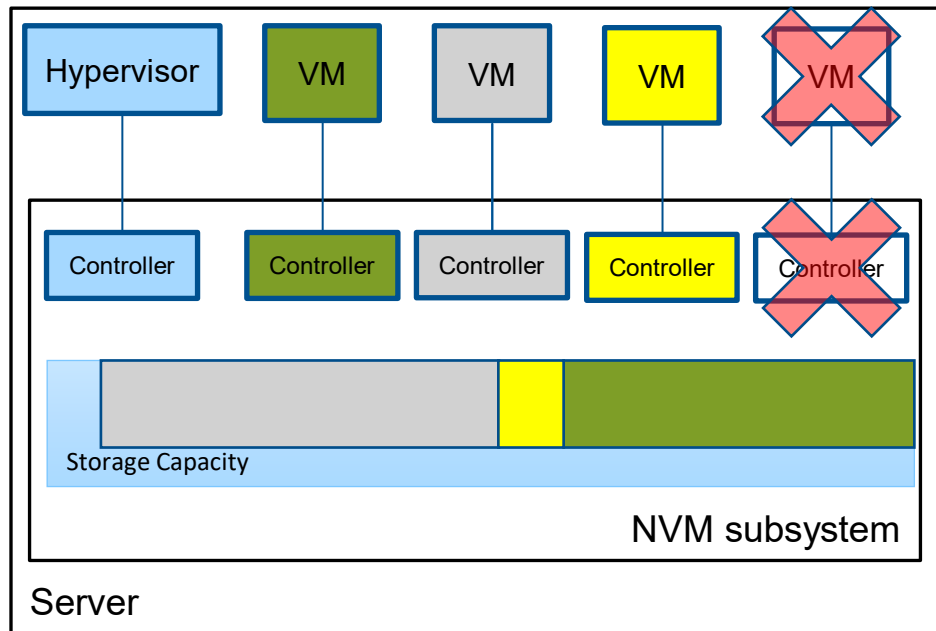 Hypervisor
VM
VM
VM
VM
Controller
Controller
Controller
Controller
Controller
Storage Capacity
NVM subsystem
Server